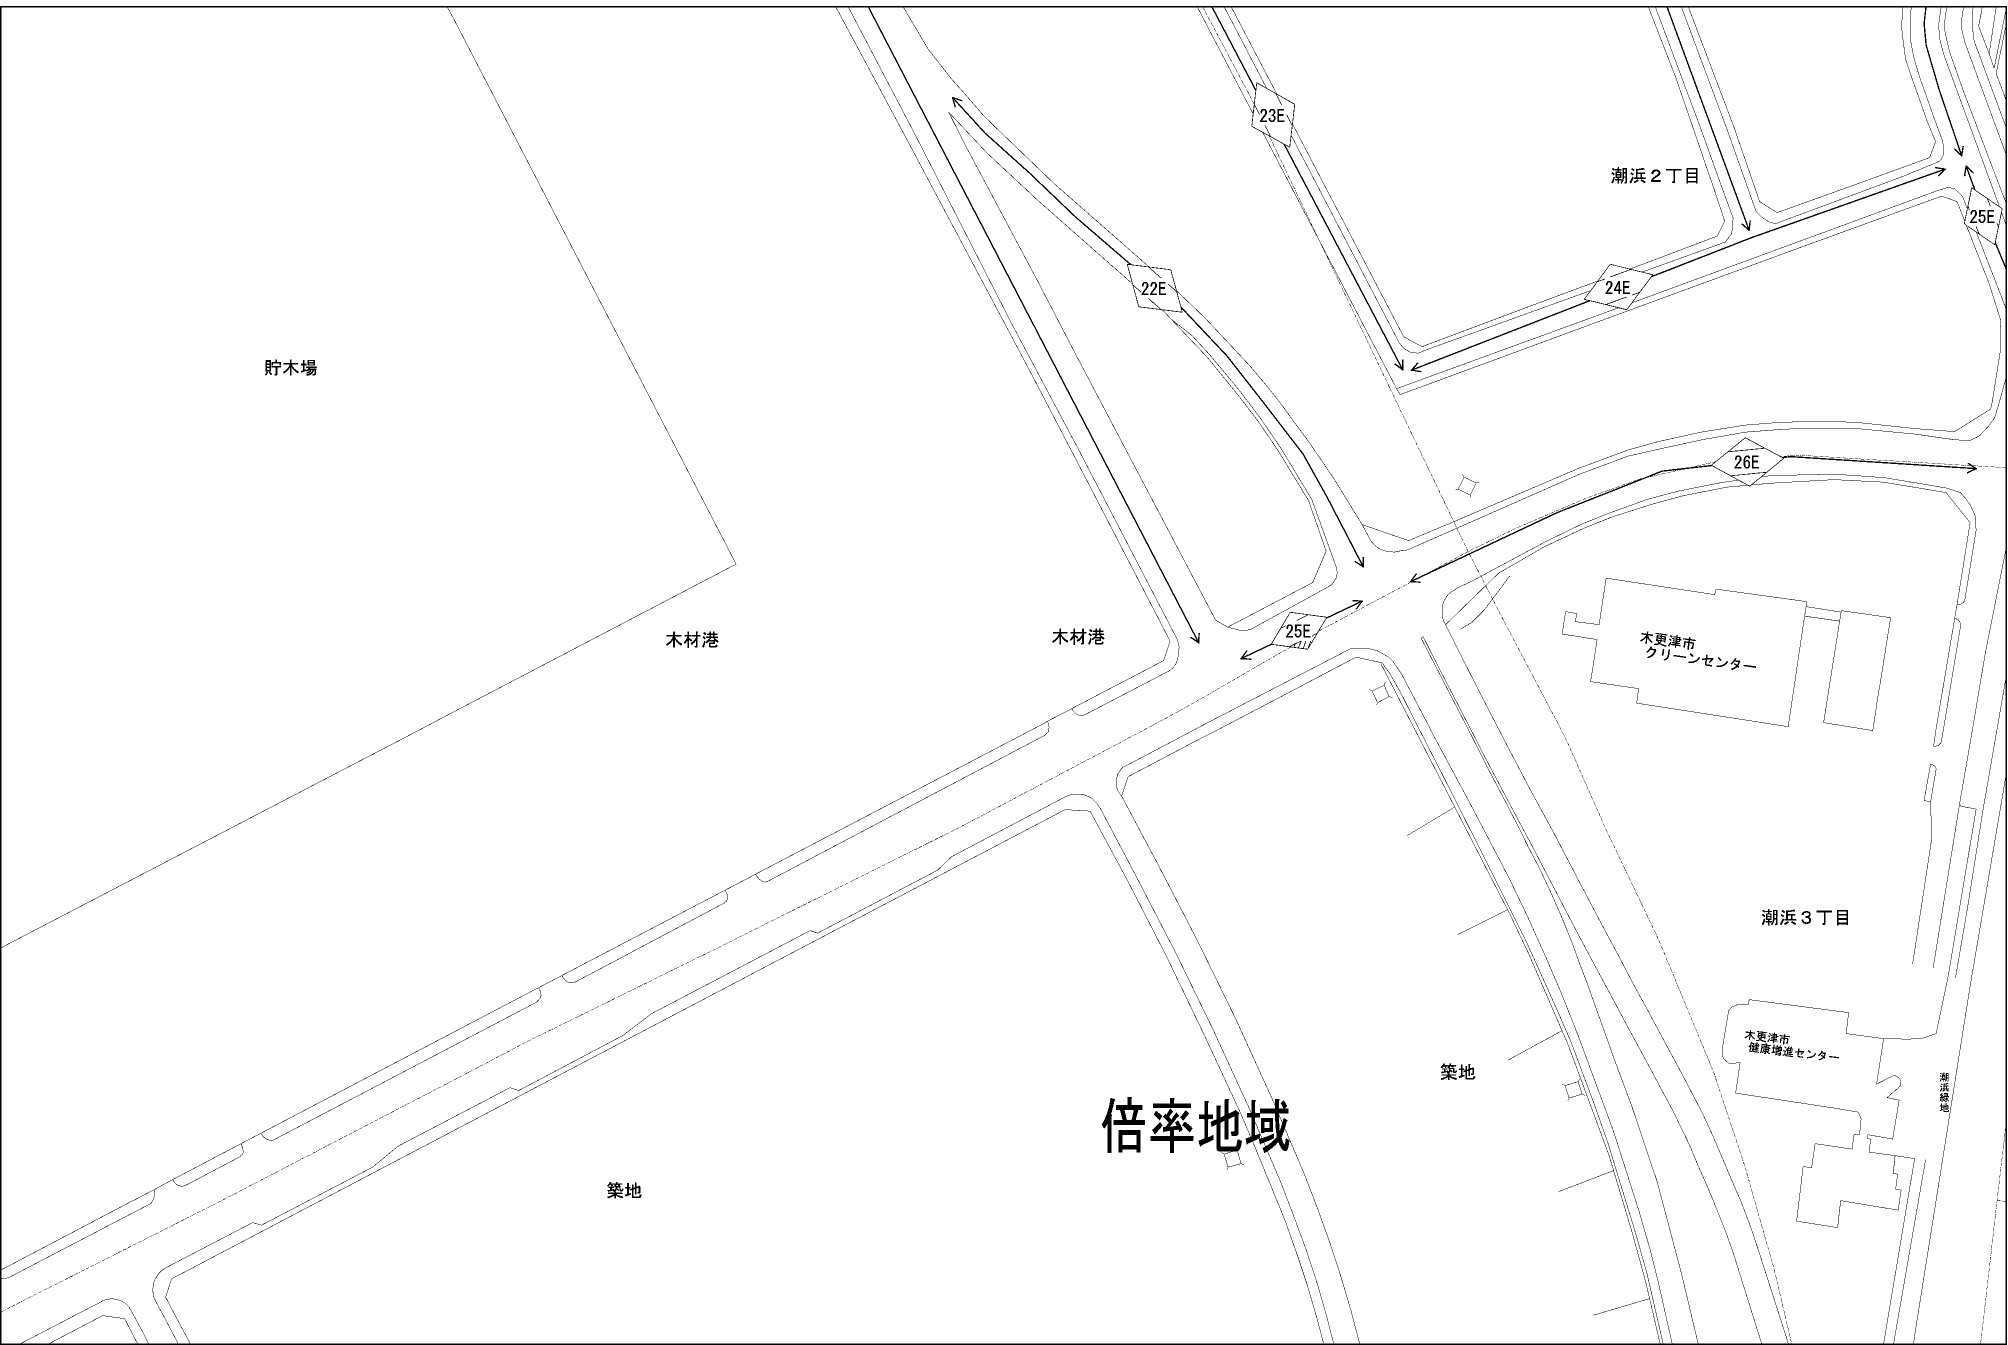 23E
潮浜２丁目
25E
22E
24E
貯木場
26E
木材港
木材港
25E
木更津市
クリーンセンター
潮浜３丁目
木更津市
健康増進センター
築地
潮浜緑地
倍率地域
築地